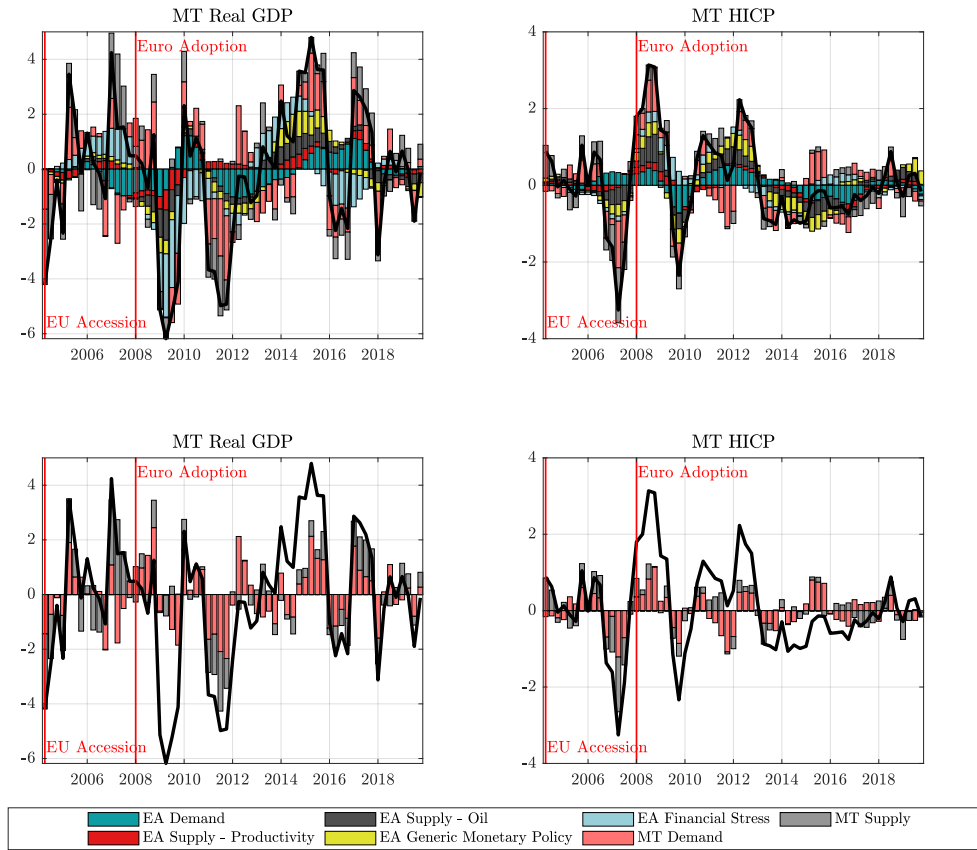 MT Real GDP
4
2
0
-2
-4
-6
Euro Adoption
EU Accession
2006 2008 2010 2012 2014 2016 2018
MT HICP
4
2
0
-2
-4
Euro Adoption
EU Accession
2006 2008 2010 2012 2014 2016 2018
MT Real GDP
4
2
0
-2
-4
-6
Euro Adoption
EU Accession
2006 2008 2010 2012 2014 2016 2018
MT HICP
4
2
0
-2
-4
Euro Adoption
EU Accession
2006 2008 2010 2012 2014 2016 2018
EA Demand EA Supply - Oil EA Financial Stress MT Supply
EA Supply - Productivity EA Generic Monetary Policy MT Demand